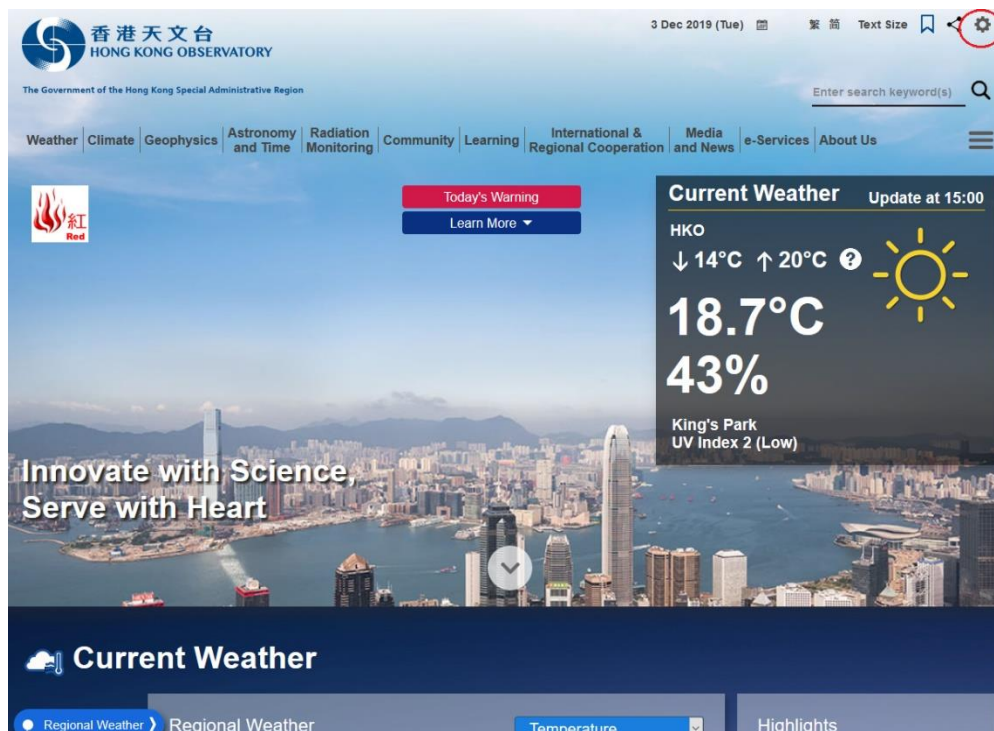 香港天文台
HONG KONG OBSERVATORY
The Government of the Hong Kong Special Administrative Region
3 Dec 2019 (Tue) 繁 简 Text Size
Enter search keyword(s)
Weather Climate Geophysics Astronomy and Time Radiation Monitoring Community Learning International & Regional Cooperation Media and News e-Services About Us
紅
Red
Today's Warning
Learn More
Current Weather Update at 15:00
HKO
↓14°C ↑20°C ?
18.7°C
43%
King's Park
UV Index 2 (Low)
Innovate with Science,
Serve with Heart
Current Weather
Regional Weather Regional Weather Temperature Highlights